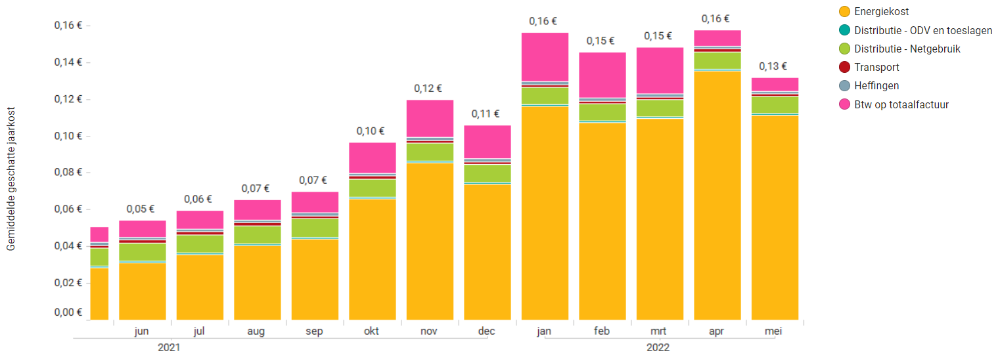 Gemiddelde geschatte jaarkost
0,16 €
0,14 €
0,12 €
0,10 €
0,08 €
0,06 €
0,04 €
0,02 €
0,00 €
0,05 €
0,06 €
0,07 €
0,07 €
0,10 €
0,12 €
0,11 €
0,16 €
0,15 €
0,15 €
0,16 €
0,13 €
jun jul aug sep okt nov dec jan feb mrt apr mei
2021 2022
Energiekost
Distributie - ODV en toeslagen
Distributie - Netgebruik
Transport
Heffingen
Btw op totaalfactuur